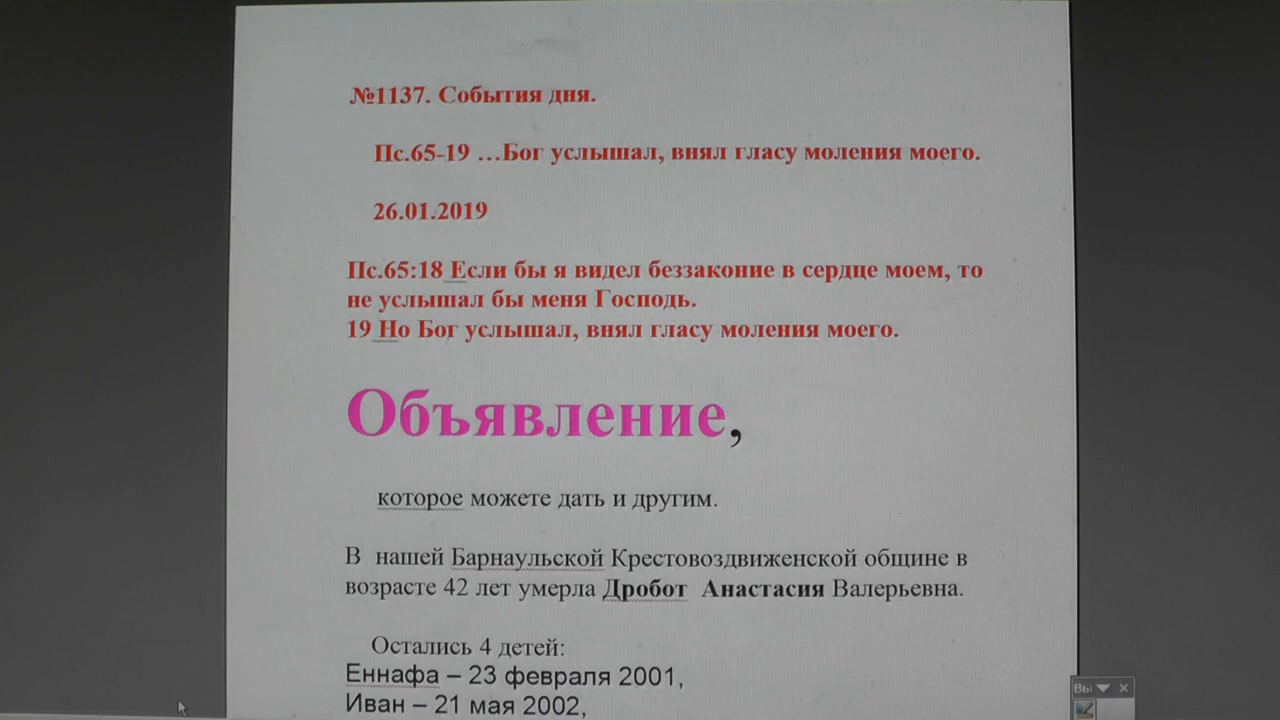 №1137. События дня.
Пс.65-19 …Бог услышал, внял гласу моления моего.
26.01.2019
Пс.65:18 Если бы я видел беззаконие в сердце моем, то
не услышал бы меня Господь.
19 Но Бог услышал, внял гласу моления моего.
Объявление,
которое можете дать и другим.
В нашей Барнаульской Крестовоздвиженской общине в
возрасте 42 лет умерла Дробот Анастасия Валерьевна.
Остались 4 детей:
Еннафа – 23 февраля 2001,
Иван – 21 мая 2002,
Вы